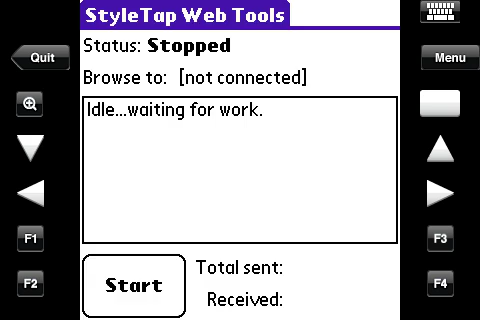 StyleTap Web Tools
Quit
Menu
Status: Stopped
Browse to: [not connected]
Idle...waiting for work.
F1
F3
F2
F4
Start
Total sent:
Received: